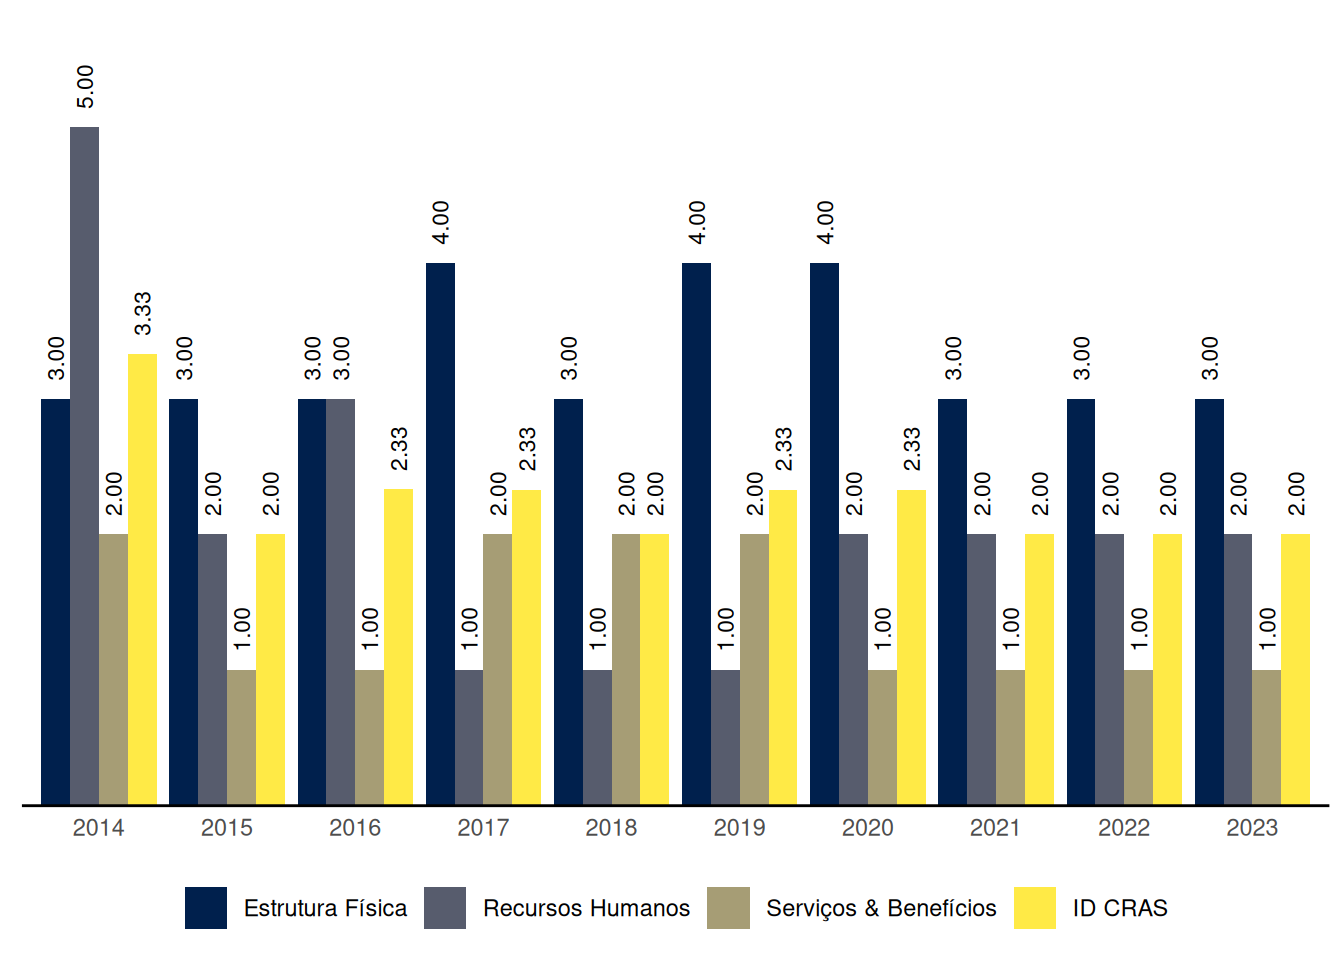 5.00
4.00 4.00 4.00
3.33
3.00 3.00 3.00 3.00 3.00 3.00 3.00 3.00
2.33 2.33 2.33 2.33
2.00 2.00 2.00 2.00 2.00 2.00 2.00 2.00 2.00 2.00 2.00 2.00 2.00 2.00
1.00 1.00 1.00 1.00 1.00 1.00 1.00 1.00 1.00
2014 2015 2016 2017 2018 2019 2020 2021 2022 2023
Estrutura Física Recursos Humanos Serviços & Benefícios ID CRAS